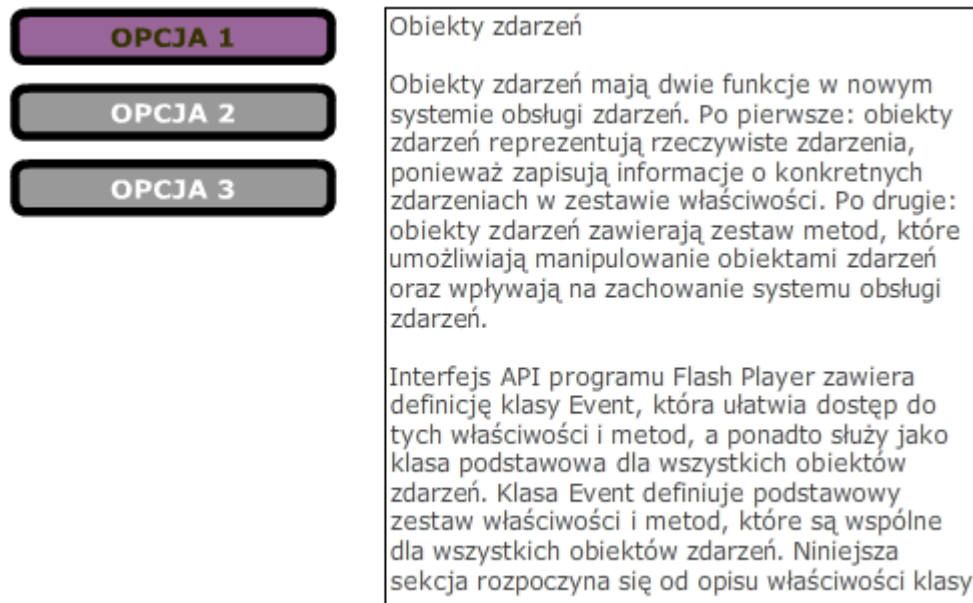 OPCJA 1
OPCJA 2
OPCJA 3
Obiekty zdarzeń
Obiekty zdarzeń mają dwie funkcje w nowym
systemie obsługi zdarzeń. Po pierwsze: obiekty
zdarzeń reprezentują rzeczywiste zdarzenia,
ponieważ zapisują informacje o konkretnych
zdarzeniach w zestawie właściwości. Po drugie:
obiekty zdarzeń zawierają zestaw metod, które
umożliwiają manipulowanie obiektami zdarzeń
oraz wpływają na zachowanie systemu obsługi
zdarzeń.
Interfejs API programu Flash Player zawiera
definicję klasy Event, która ułatwia dostęp do
tych właściwości i metod, a ponadto służy jako
klasa podstawowa dla wszystkich obiektów
zdarzeń. Klasa Event definiuje podstawowy
zestaw właściwości i metod, które są wspólne
dla wszystkich obiektów zdarzeń. Niniejsza
sekcja rozpoczyna się od opisu właściwości klasy